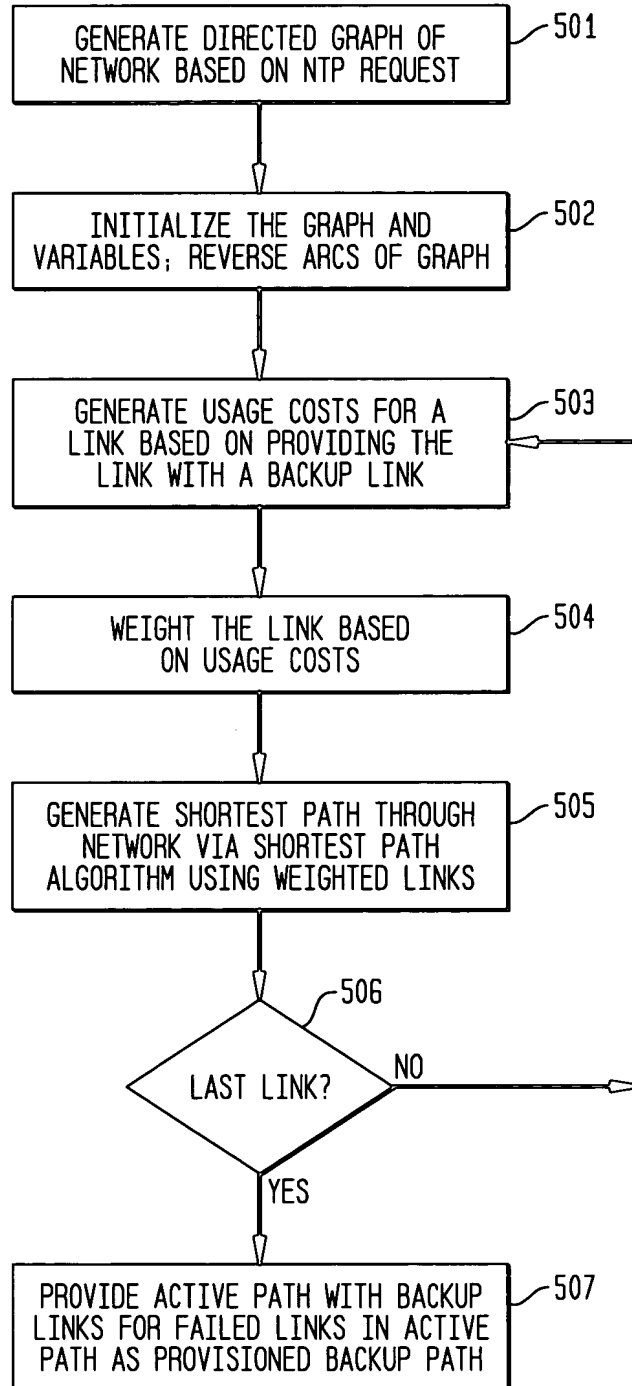 GENERATE DIRECTED GRAPH OF
NETWORK BASED ON NTP REQUEST
501
INITIALIZE THE GRAPH AND
VARIABLES; REVERSE ARCS OF GRAPH
502
GENERATE USAGE COSTS FOR A
LINK BASED ON PROVIDING THE
LINK WITH A BACKUP LINK
503
WEIGHT THE LINK BASED
ON USAGE COSTS
504
GENERATE SHORTEST PATH THROUGH
NETWORK VIA SHORTEST PATH
ALGORITHM USING WEIGHTED LINKS
505
506
LAST LINK?
NO
YES
PROVIDE ACTIVE PATH WITH BACKUP
LINKS FOR FAILED LINKS IN ACTIVE
PATH AS PROVISIONED BACKUP PATH
507